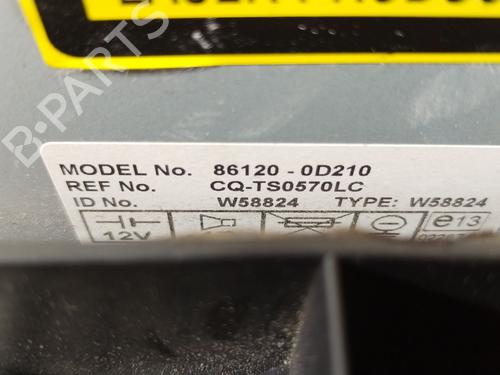 B-PARTS
MODEL No. 86120 - 0D210
REF No. CQ-TS0570LC
ID No. W58824 TYPE: W58824
12V e13